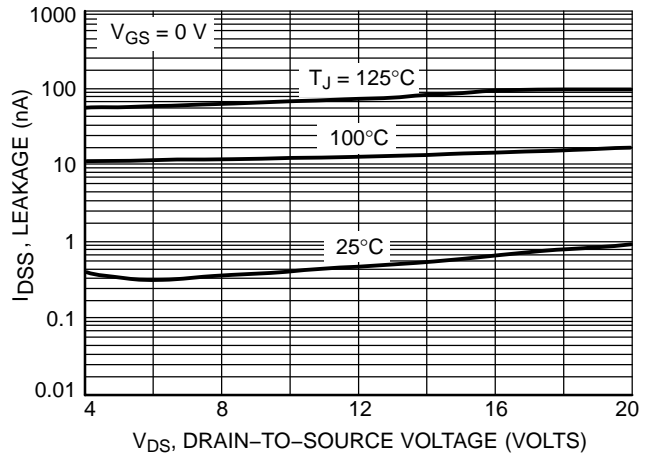 1000
V_GS = 0 V
T_J = 125°C
100
100°C
10
25°C
1
0.1
0.01
4 8 12 16 20
I_DSS, LEAKAGE (nA)
V_DS, DRAIN−TO−SOURCE VOLTAGE (VOLTS)